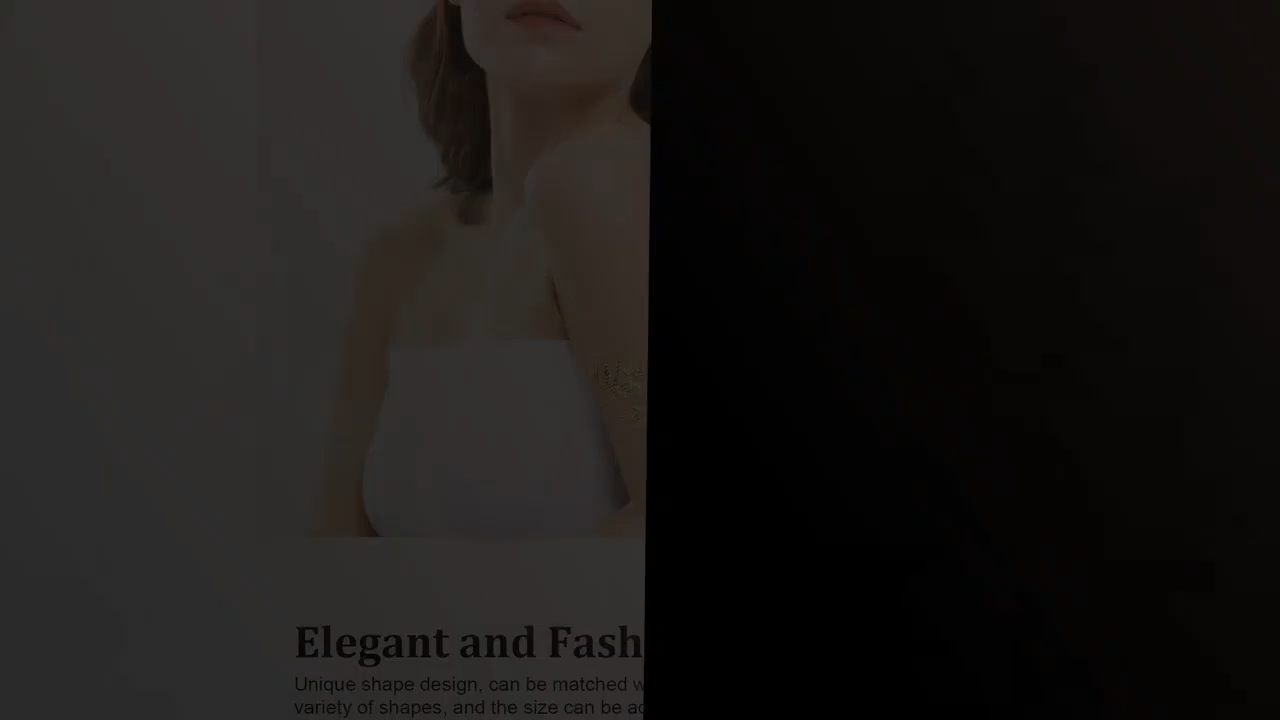 Elegant and Fash
Unique shape design, can be matched w
variety of shapes, and the size can be ad